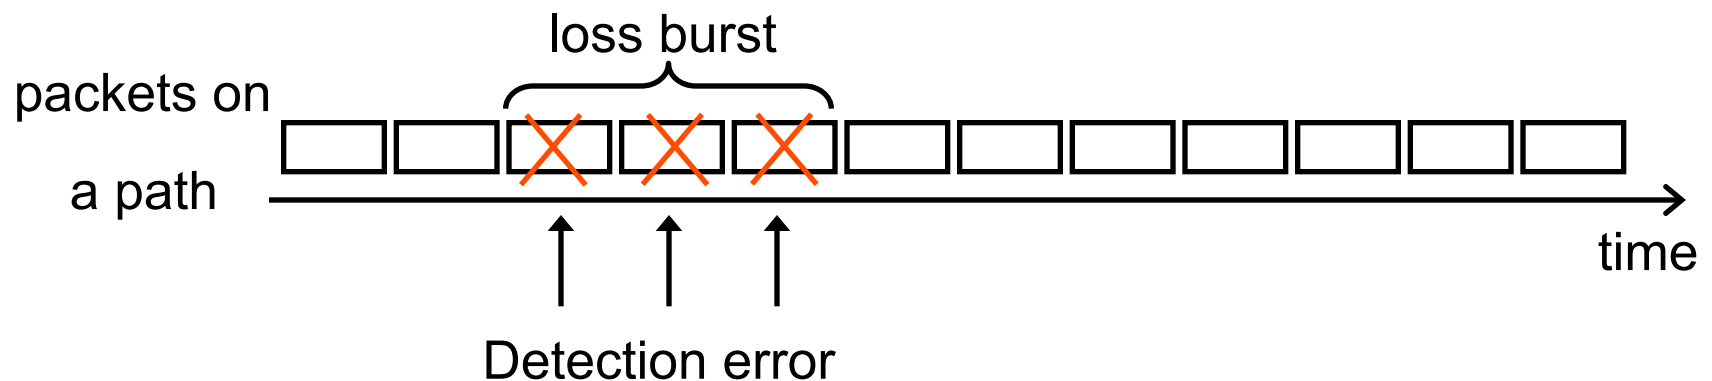 loss burst
packets on
a path
time
Detection error